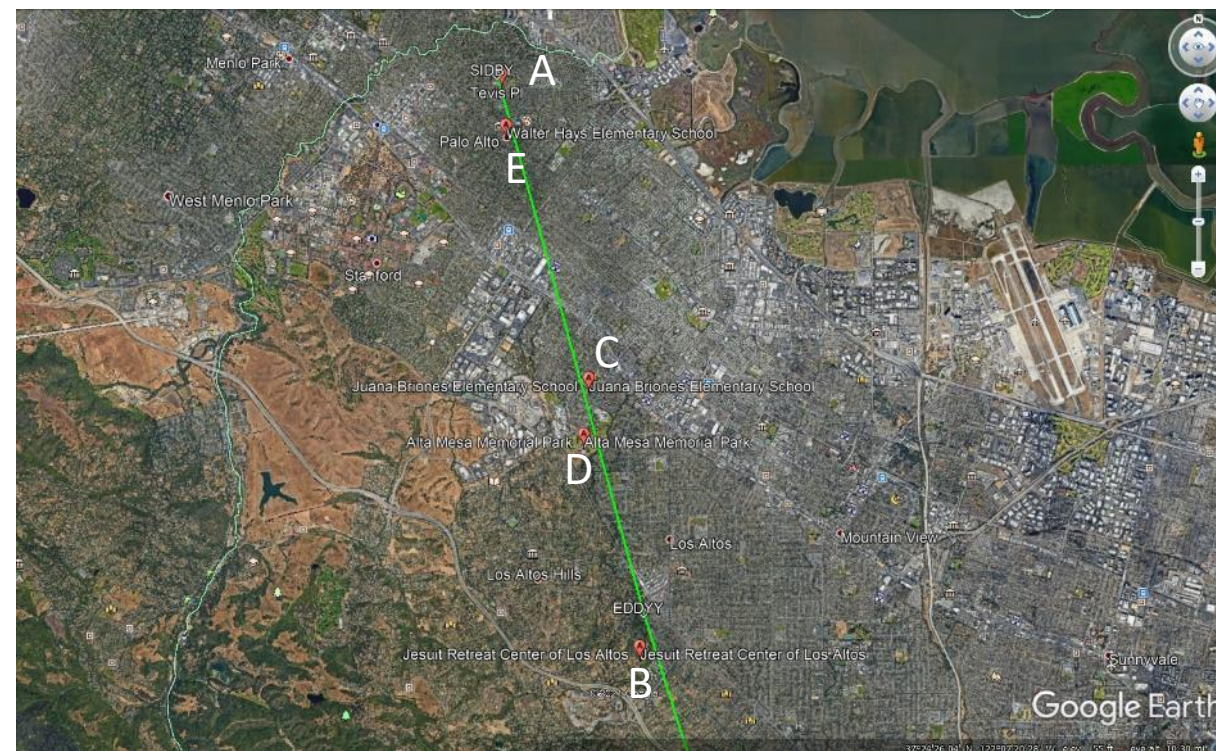 N
Menlo Park
SIDBY
A
Tevis Pl
Walter Hays Elementary School
Palo Alto
E
West Menlo Park
Stanford
C
Juana Briones Elementary School
Juana Briones Elementary School
Alta Mesa Memorial Park
Alta Mesa Memorial Park
D
Mountain View
Los Altos
Los Altos Hills
EDDYY
Jesuit Retreat Center of Los Altos
Jesuit Retreat Center of Los Altos
Sunnyvale
B
Google Earth